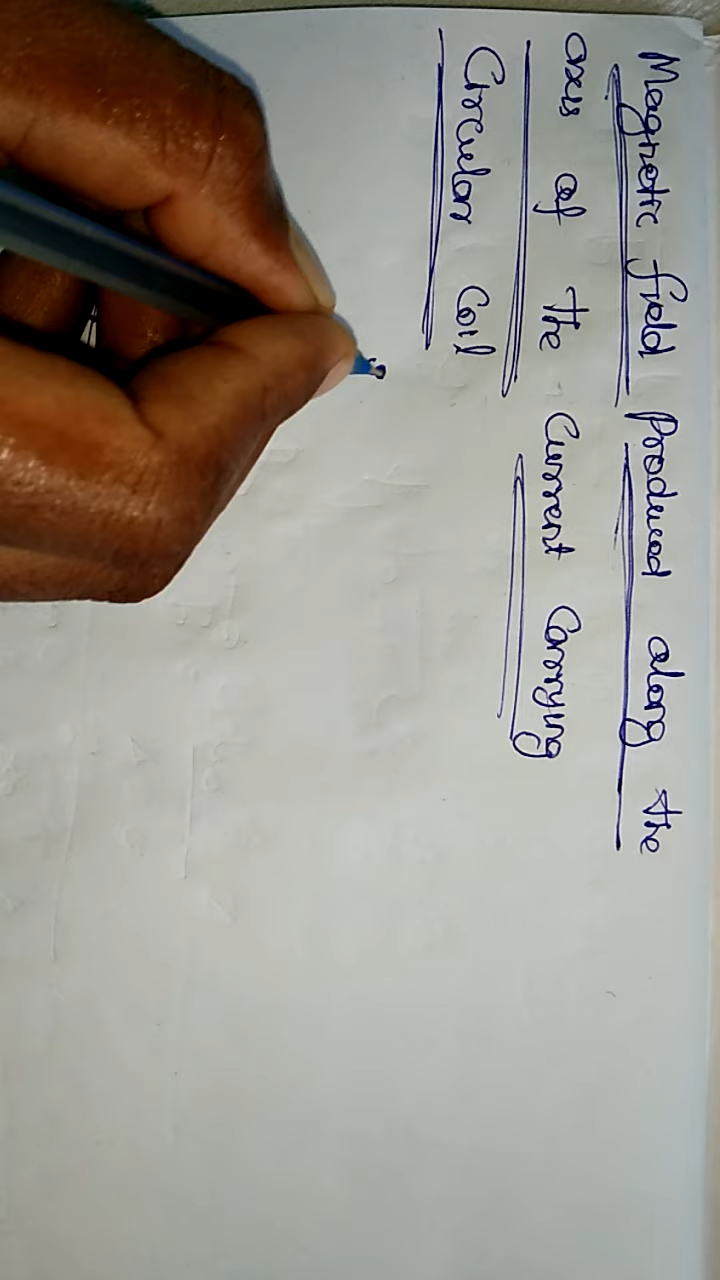 Magnetic field Produced along the
axis of the Current Carrying
Circular Coil